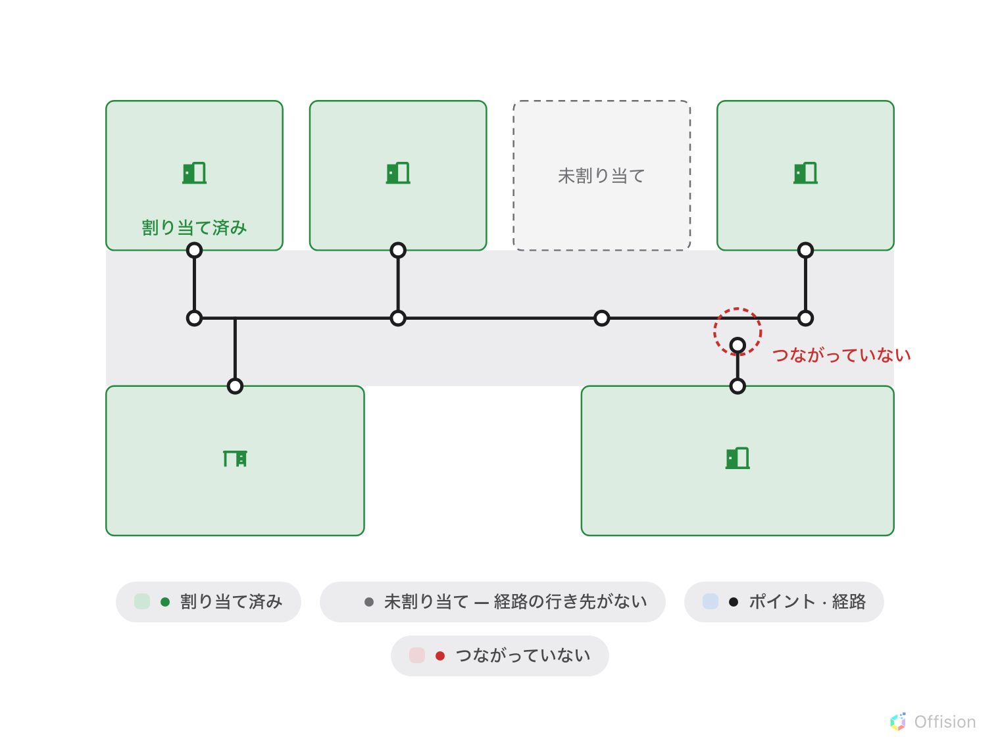 未割り当て
割り当て済み
つながっていない
割り当て済み
未割り当て — 経路の行き先がない
ポイント · 経路
つながっていない
Offision